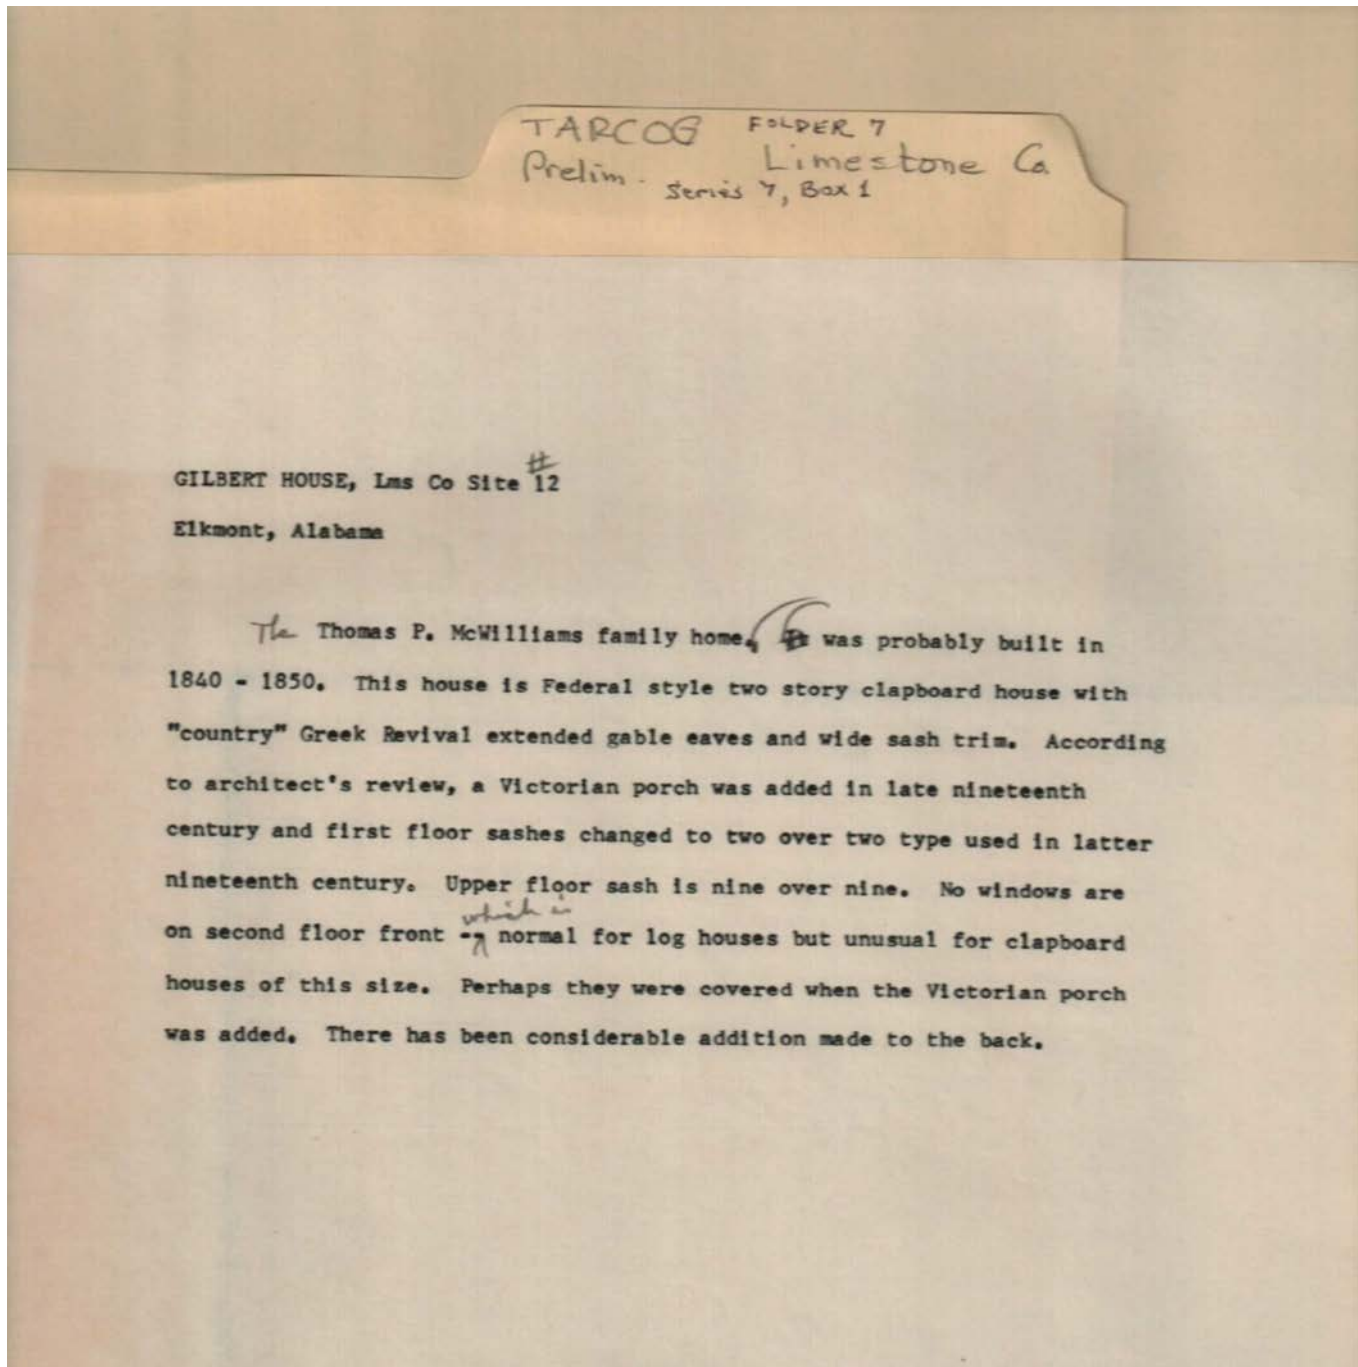 TARCOG FOLDER 7
Prelim. Limestone Co
Series 7, Box 1
GILBERT HOUSE, Lms Co Site #12
Elkmont, Alabama
The Thomas P. McWilliams family home. It was probably built in
1840 - 1850. This house is Federal style two story clapboard house with
"country" Greek Revival extended gable eaves and wide sash trim. According
to architect's review, a Victorian porch was added in late nineteenth
century and first floor sashes changed to two over two type used in latter
nineteenth century. Upper floor sash is nine over nine. No windows are
which is
on second floor front -- normal for log houses but unusual for clapboard
houses of this size. Perhaps they were covered when the Victorian porch
was added. There has been considerable addition made to the back.